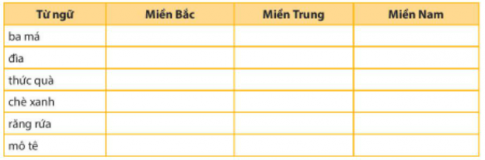 Từ ngữ Miền Bắc Miền Trung Miền Nam
ba má
đìa
thức quà
chè xanh
răng rứa
mô tê